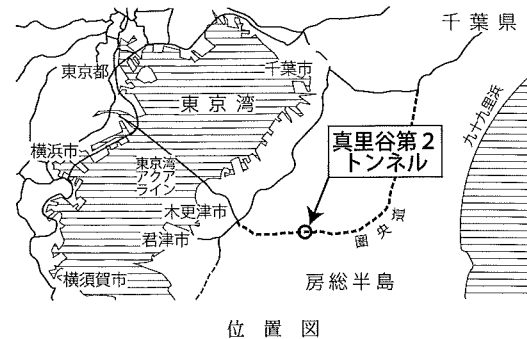 千葉県
東京都
千葉市
東京湾
九十九里浜
真里谷第2
トンネル
横浜市
東京湾
アクア
ライン
木更津市
圏央道
君津市
房総半島
横須賀市
位置図